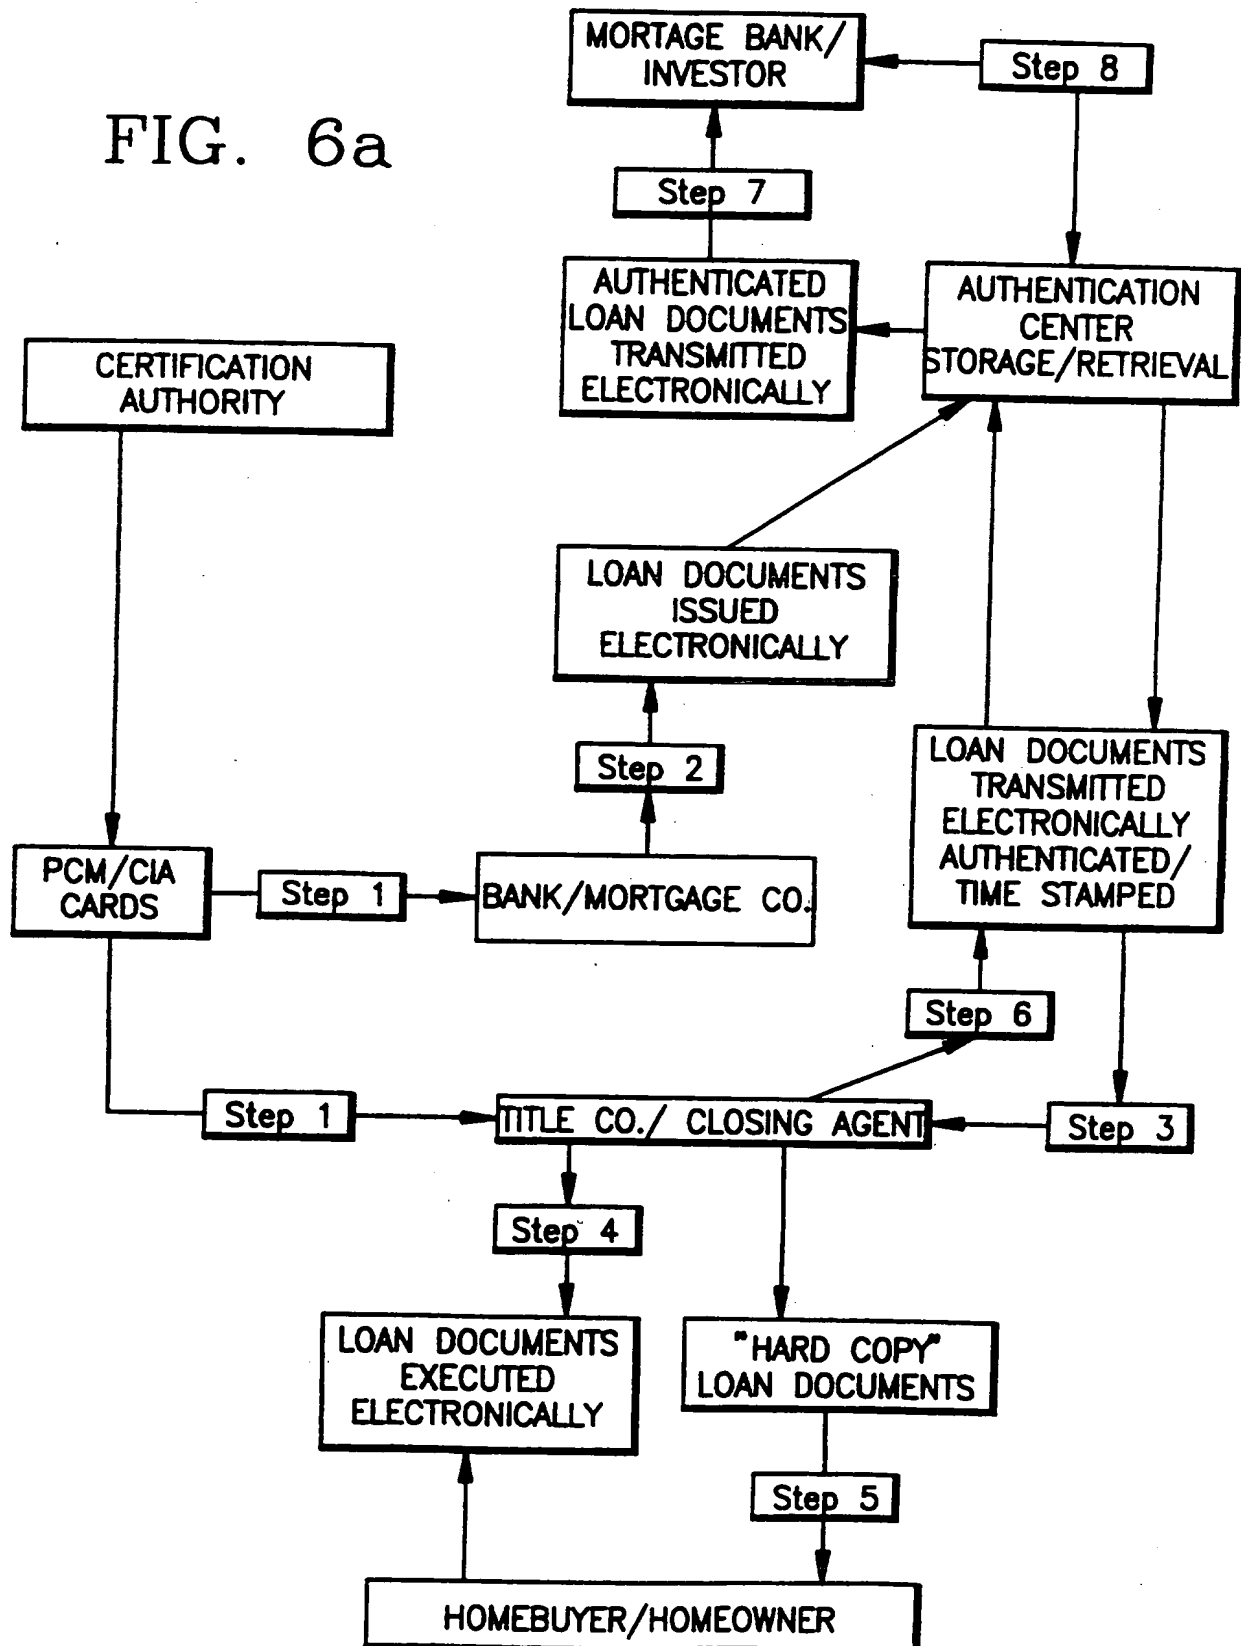 MORTAGE BANK/
INVESTOR
Step 8
FIG. 6a
Step 7
AUTHENTICATED
LOAN DOCUMENTS
TRANSMITTED
ELECTRONICALLY
AUTHENTICATION
CENTER
STORAGE/RETRIEVAL
CERTIFICATION
AUTHORITY
LOAN DOCUMENTS
ISSUED
ELECTRONICALLY
Step 2
LOAN DOCUMENTS
TRANSMITTED
ELECTRONICALLY
AUTHENTICATED/
TIME STAMPED
PCM/CIA
CARDS
Step 1
BANK/MORTGAGE CO.
Step 6
Step 1
TITLE CO./ CLOSING AGENT
Step 3
Step 4
LOAN DOCUMENTS
EXECUTED
ELECTRONICALLY
"HARD COPY"
LOAN DOCUMENTS
Step 5
HOMEBUYER/HOMEOWNER